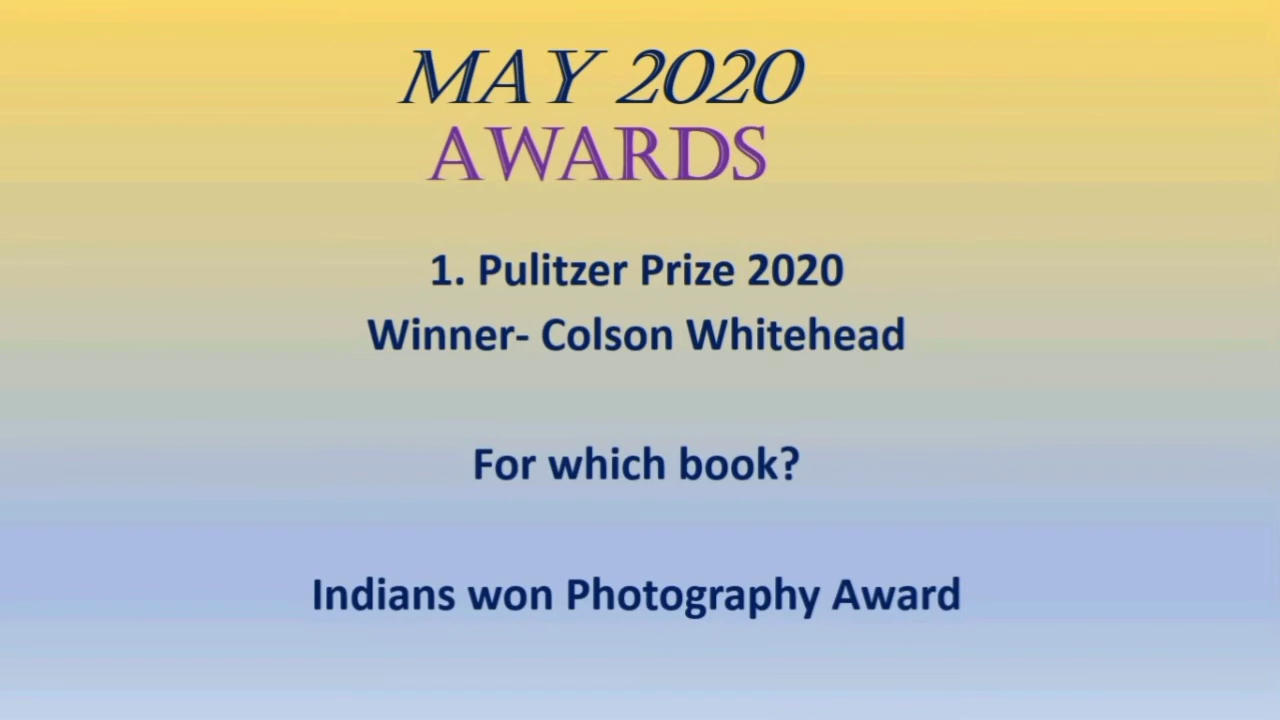 MAY 2020
AWARDS
1. Pulitzer Prize 2020
Winner- Colson Whitehead
For which book?
Indians won Photography Award